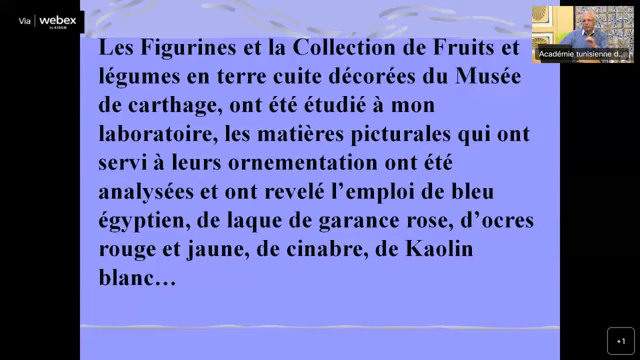 Via
webex
by CISCO
Académie tunisienne d...
Les Figurines et la Collection de Fruits et
légumes en terre cuite décorées du Musée
de carthage, ont été étudié à mon
laboratoire, les matières picturales qui ont
servi à leurs ornementation ont été
analysées et ont revelé l’emploi de bleu
égyptien, de laque de garance rose, d’ocres
rouge et jaune, de cinabre, de Kaolin
blanc…
+1